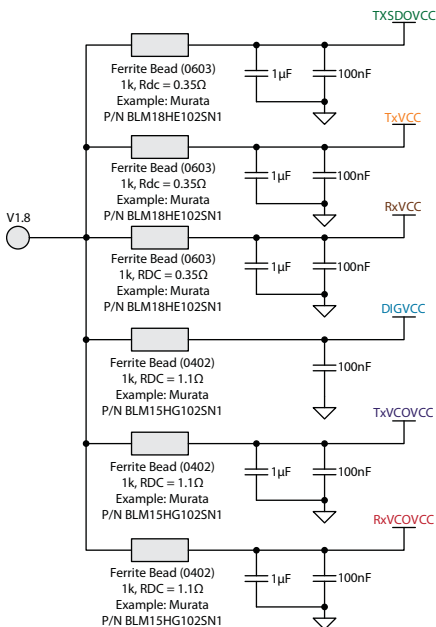 TXSDOVCC
1µF
100nF
Ferrite Bead (0603)
1k, Rdc = 0.35Ω
Example: Murata
P/N BLM18HE102SN1
TxVCC
1µF
100nF
Ferrite Bead (0603)
1k, Rdc = 0.35Ω
Example: Murata
P/N BLM18HE102SN1
RxVCC
V1.8
1µF
100nF
Ferrite Bead (0603)
1k, RDC = 0.35Ω
Example: Murata
P/N BLM18HE102SN1
DIGVCC
100nF
Ferrite Bead (0402)
1k, RDC = 1.1Ω
Example: Murata
P/N BLM15HG102SN1
TxVCOVCC
1µF
100nF
Ferrite Bead (0402)
1k, RDC = 1.1Ω
Example: Murata
P/N BLM15HG102SN1
RxVCOVCC
1µF
100nF
Ferrite Bead (0402)
1k, RDC = 1.1Ω
Example: Murata
P/N BLM15HG102SN1